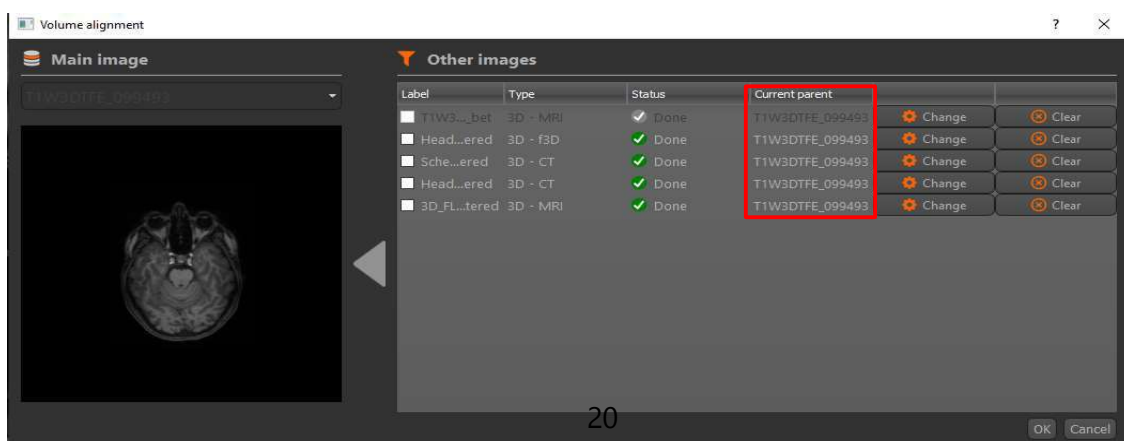 Volume alignment ? ×
Main image
Other images
T1W3DTFE_099493
Label Type Status Current parent
T1W3..._bet 3D - MRI Done T1W3DTFE_099493 Change Clear
Head...ered 3D - f3D Done T1W3DTFE_099493 Change Clear
Sche...ered 3D - CT Done T1W3DTFE_099493 Change Clear
Head...ered 3D - CT Done T1W3DTFE_099493 Change Clear
3D_FL...tered 3D - MRI Done T1W3DTFE_099493 Change Clear
20
OK Cancel